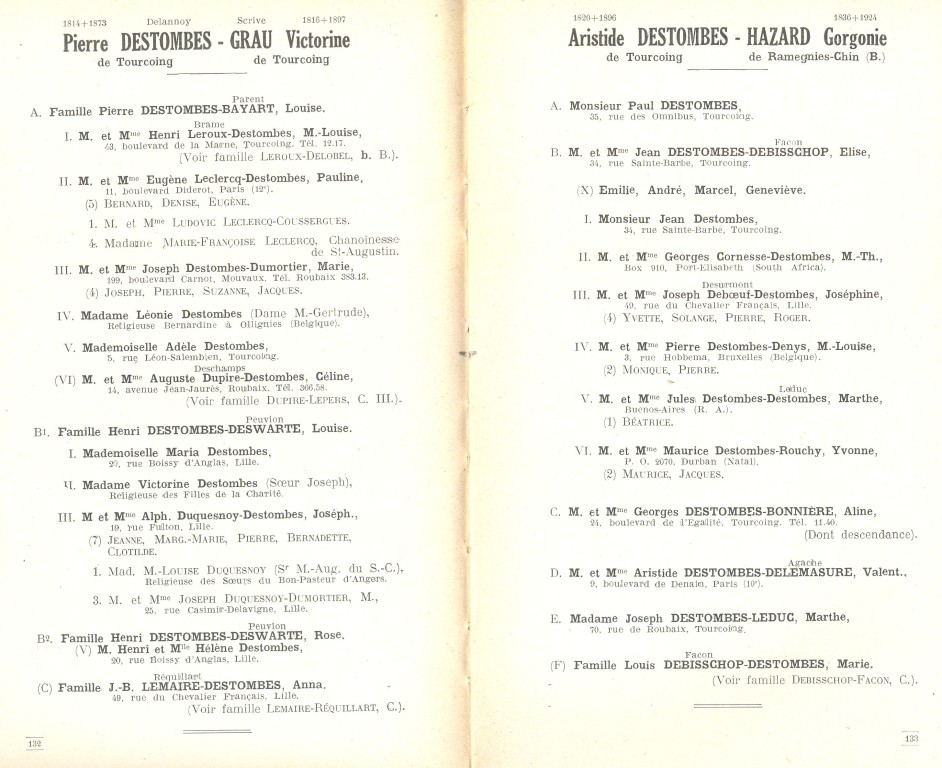 1814+1873 Delannoy Scrive 1816+1897
Pierre DESTOMBES - GRAU Victorine
de Tourcoing de Tourcoing
Parent
A. Famille Pierre DESTOMBES-BAYART, Louise.
Brame
I. M. et Mme Henri Leroux-Destombes, M.-Louise,
43, boulevard de la Marne, Tourcoing. Tél. 12.17.
(Voir famille LEROUX-DELOBEL, b. B.).
II. M. et Mme Eugène Leclercq-Destombes, Pauline,
11, boulevard Diderot, Paris (12e).
(5) BERNARD, DENISE, EUGÈNE.
1. M. et Mme LUDOVIC LECLERCQ-COUSSERGUES.
4. Madame MARIE-FRANÇOISE LECLERCQ, Chanoinesse
de St-Augustin.
III. M. et Mme Joseph Destombes-Dumortier, Marie,
199, boulevard Carnot, Mouvaux. Tél. Roubaix 383.13.
(4) JOSEPH, PIERRE, SUZANNE, JACQUES.
IV. Madame Léonie Destombes (Dame M.-Gertrude),
Religieuse Bernardine à Ollignies (Belgique).
V. Mademoiselle Adèle Destombes,
5, rue Léon-Salembien, Tourcoing.
Deschamps
(VI) M. et Mme Auguste Dupire-Destombes, Céline,
14, avenue Jean-Jaurès, Roubaix. Tél. 366.58.
(Voir famille DUPIRE-LEPERS, C. III.).
Peuvion
B1. Famille Henri DESTOMBES-DESWARTE, Louise.
I. Mademoiselle Maria Destombes,
20, rue Boissy d'Anglas, Lille.
II. Madame Victorine Destombes (Sœur Joseph),
Religieuse des Filles de la Charité.
III. M et Mme Alph. Duquesnoy-Destombes, Joséph.,
19, rue Fulton, Lille.
(7) JEANNE, MARG.-MARIE, PIERRE, BERNADETTE,
CLOTILDE.
1. Mad. M.-LOUISE DUQUESNOY (Sr M.-Aug. du S.-C.),
Religieuse des Sœurs du Bon-Pasteur d'Angers.
3. M. et Mme JOSEPH DUQUESNOY-DUMORTIER, M.,
25, rue Casimir-Delavigne, Lille.
Peuvion
B2. Famille Henri DESTOMBES-DESWARTE, Rose.
(V) M. Henri et Mlle Hélène Destombes,
20, rue Boissy d'Anglas, Lille.
Réquillart
(C) Famille J.-B. LEMAIRE-DESTOMBES, Anna.
49, rue du Chevalier Français, Lille.
(Voir famille LEMAIRE-RÉQUILLART, C.).
132
1820+1896 1836+1924
Aristide DESTOMBES - HAZARD Gorgonie
de Tourcoing de Ramegnies-Chin (B.)
A. Monsieur Paul DESTOMBES,
35, rue des Omnibus, Tourcoing.
Facon
B. M. et Mme Jean DESTOMBES-DEBISSCHOP, Elise,
34, rue Sainte-Barbe, Tourcoing.
(X) Emilie, André, Marcel, Geneviève.
I. Monsieur Jean Destombes,
34, rue Sainte-Barbe, Tourcoing.
II. M. et Mme Georges Cornesse-Destombes, M.-Th.,
Box 910, Port-Elisabeth (South Africa).
Desurmont
III. M. et Mme Joseph Debœuf-Destombes, Joséphine,
49, rue du Chevalier Français, Lille.
(4) YVETTE, SOLANGE, PIERRE, ROGER.
IV. M. et Mme Pierre Destombes-Denys, M.-Louise,
3, rue Hobbema, Bruxelles (Belgique).
(2) MONIQUE, PIERRE.
Leduc
V. M. et Mme Jules Destombes-Destombes, Marthe,
Buenos-Aires (R. A.).
(1) BÉATRICE.
VI. M. et Mme Maurice Destombes-Rouchy, Yvonne,
P. O. 2670, Durban (Natal).
(2) MAURICE, JACQUES.
C. M. et Mme Georges DESTOMBES-BONNIÈRE, Aline,
24, boulevard de l'Egalité, Tourcoing. Tél. 11.40.
(Dont descendance).
Agache
D. M. et Mme Aristide DESTOMBES-DELEMASURE, Valent.,
9, boulevard de Denain, Paris (10e).
E. Madame Joseph DESTOMBES-LEDUC, Marthe,
70, rue de Roubaix, Tourcoing.
Facon
(F) Famille Louis DEBISSCHOP-DESTOMBES, Marie.
(Voir famille DEBISSCHOP-FACON, C.).
133